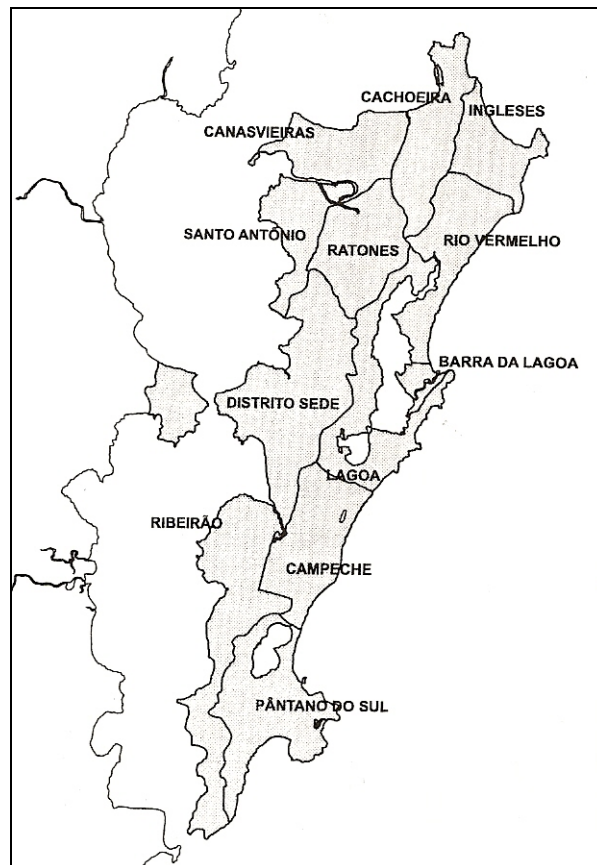 CACHOEIRA
INGLESES
CANASVIEIRAS
SANTO ANTÔNIO
RATONES
RIO VERMELHO
BARRA DA LAGOA
DISTRITO SEDE
LAGOA
RIBEIRÃO
CAMPECHE
PÂNTANO DO SUL